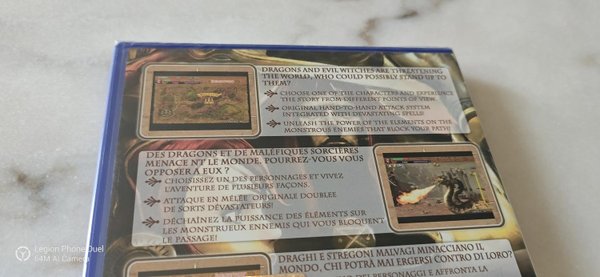 DRAGONS AND EVIL WITCHES ARE THREATENING
THE WORLD, WHO COULD POSSIBLY STAND UP TO
THEM?
CHOOSE ONE OF THE CHARACTERS AND EXPERIENCE
THE STORY FROM DIFFERENT POINTS OF VIEW.
ORIGINAL HAND-TO-HAND ATTACK SYSTEM
INTEGRATED WITH DEVASTATING SPELLS!
UNLEASH THE POWER OF THE ELEMENTS ON THE
MONSTROUS ENEMIES THAT BLOCK YOUR PATH!
DES DRAGONS ET DE MALÉFIQUES SORCIÈRES
MENACE NT LE MONDE, POURREZ-VOUS VOUS
OPPOSER À EUX ?
CHOISISSEZ UN DES PERSONNAGES ET VIVEZ
L'AVENTURE DE PLUSIEURS FAÇONS.
ATTAQUE EN MÊLÉE ORIGINALE DOUBLÉE
DE SORTS DÉVASTATEURS!
DÉCHAÎNEZ LA PUISSANCE DES ÉLÉMENTS SUR
LES MONSTRUEUX ENNEMIS QUI VOUS BLOQUENT
LE PASSAGE!
DRAGHI E STREGONI MALVAGI MINACCIANO IL
MONDO, CHI POTRÀ MAI ERGERSI CONTRO DI LORO?
DEI PERSONAGGI E AFFRONTA LA
Legion Phone Duel
64M AI Camera